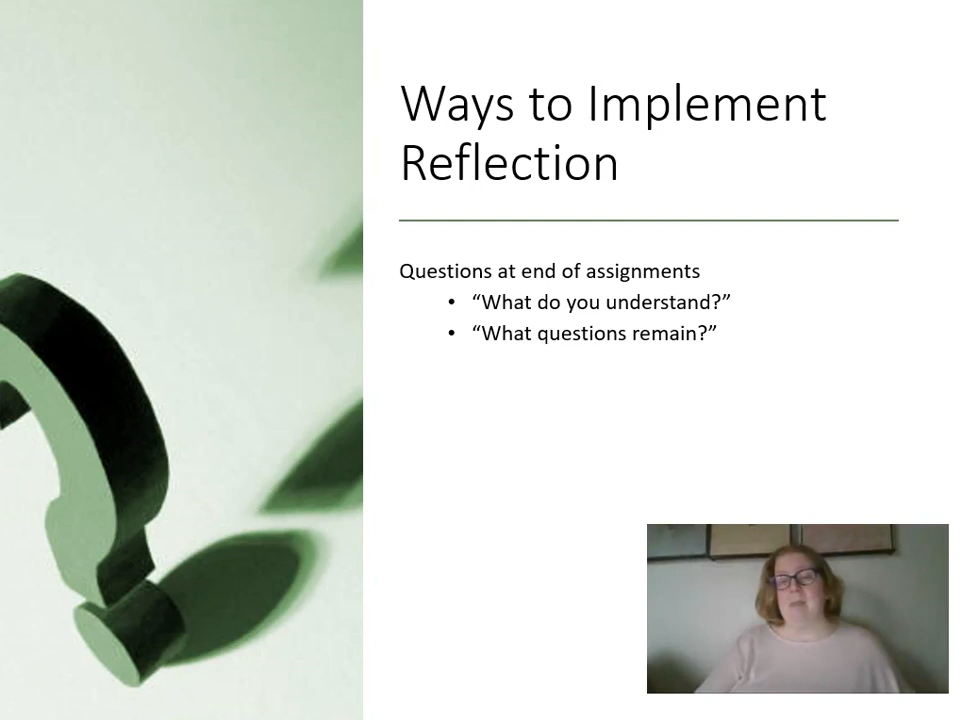 Ways to Implement
Reflection
Questions at end of assignments
• “What do you understand?”
• “What questions remain?”